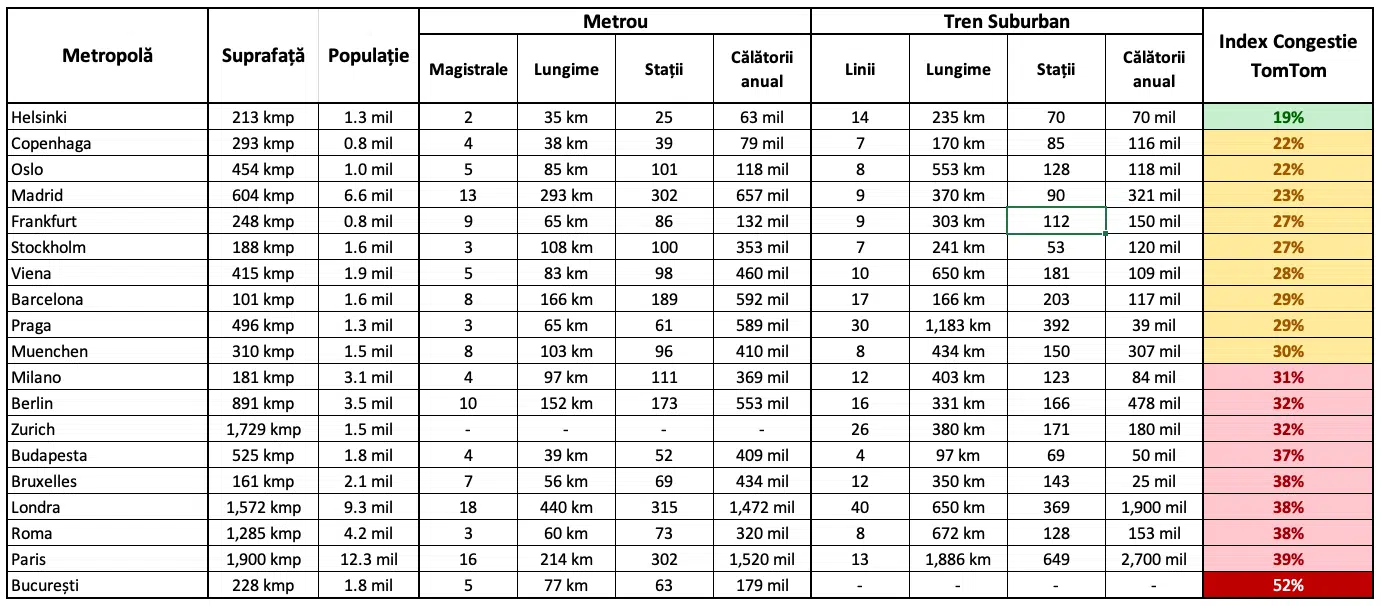 Metropolă Suprafață Populație Metrou Tren Suburban Index Congestie TomTom
Magistrale Lungime Stații Călătorii anual Linii Lungime Stații Călătorii anual
Helsinki 213 kmp 1.3 mil 2 35 km 25 63 mil 14 235 km 70 70 mil 19%
Copenhaga 293 kmp 0.8 mil 4 38 km 39 79 mil 7 170 km 85 116 mil 22%
Oslo 454 kmp 1.0 mil 5 85 km 101 118 mil 8 553 km 128 118 mil 22%
Madrid 604 kmp 6.6 mil 13 293 km 302 657 mil 9 370 km 90 321 mil 23%
Frankfurt 248 kmp 0.8 mil 9 65 km 86 132 mil 9 303 km 112 150 mil 27%
Stockholm 188 kmp 1.6 mil 3 108 km 100 353 mil 7 241 km 53 120 mil 27%
Viena 415 kmp 1.9 mil 5 83 km 98 460 mil 10 650 km 181 109 mil 28%
Barcelona 101 kmp 1.6 mil 8 166 km 189 592 mil 17 166 km 203 117 mil 29%
Praga 496 kmp 1.3 mil 3 65 km 61 589 mil 30 1,183 km 392 39 mil 29%
Muenchen 310 kmp 1.5 mil 8 103 km 96 410 mil 8 434 km 150 307 mil 30%
Milano 181 kmp 3.1 mil 4 97 km 111 369 mil 12 403 km 123 84 mil 31%
Berlin 891 kmp 3.5 mil 10 152 km 173 553 mil 16 331 km 166 478 mil 32%
Zurich 1,729 kmp 1.5 mil - - - - 26 380 km 171 180 mil 32%
Budapesta 525 kmp 1.8 mil 4 39 km 52 409 mil 4 97 km 69 50 mil 37%
Bruxelles 161 kmp 2.1 mil 7 56 km 69 434 mil 12 350 km 143 25 mil 38%
Londra 1,572 kmp 9.3 mil 18 440 km 315 1,472 mil 40 650 km 369 1,900 mil 38%
Roma 1,285 kmp 4.2 mil 3 60 km 73 320 mil 8 672 km 128 153 mil 38%
Paris 1,900 kmp 12.3 mil 16 214 km 302 1,520 mil 13 1,886 km 649 2,700 mil 39%
București 228 kmp 1.8 mil 5 77 km 63 179 mil - - - - 52%